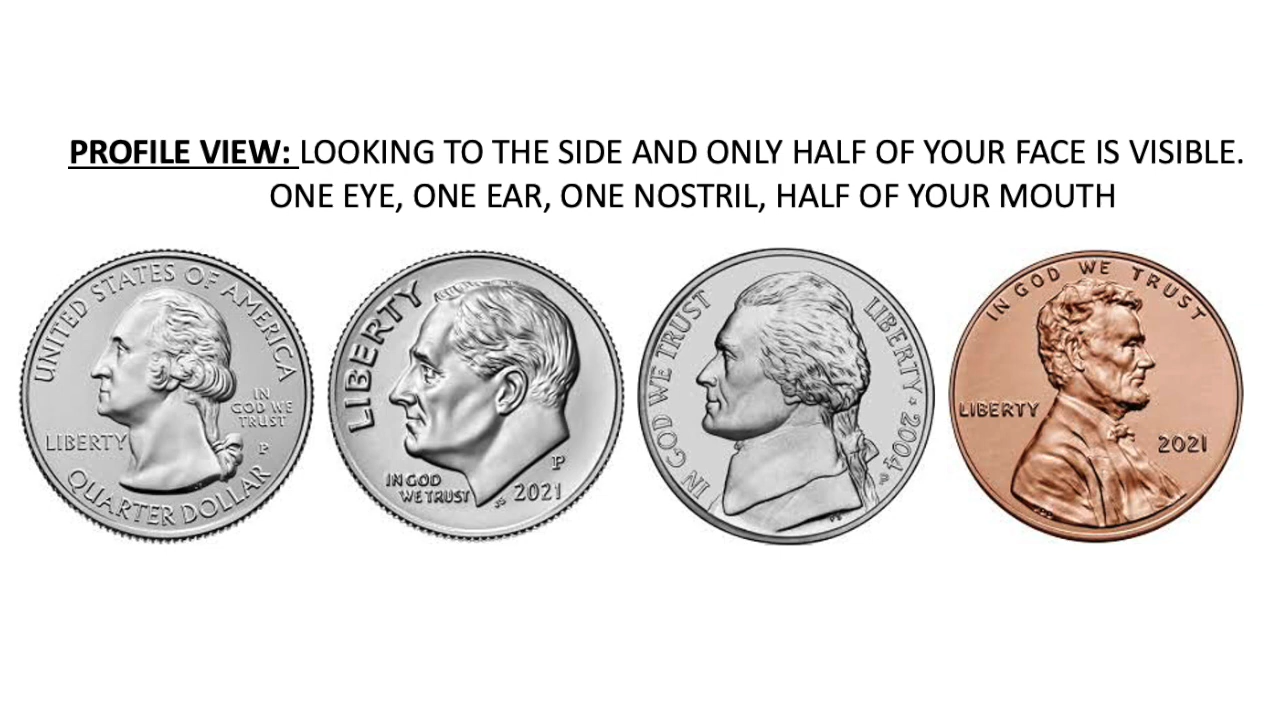 PROFILE VIEW: LOOKING TO THE SIDE AND ONLY HALF OF YOUR FACE IS VISIBLE.
ONE EYE, ONE EAR, ONE NOSTRIL, HALF OF YOUR MOUTH
UNITED STATES OF AMERICA
IN
GOD WE
TRUST
LIBERTY
P
QUARTER DOLLAR
LIBERTY
P
IN GOD
WE TRUST
JS
2021
IN GOD WE TRUST
LIBERTY * 2004
P
IN GOD WE TRUST
LIBERTY
2021